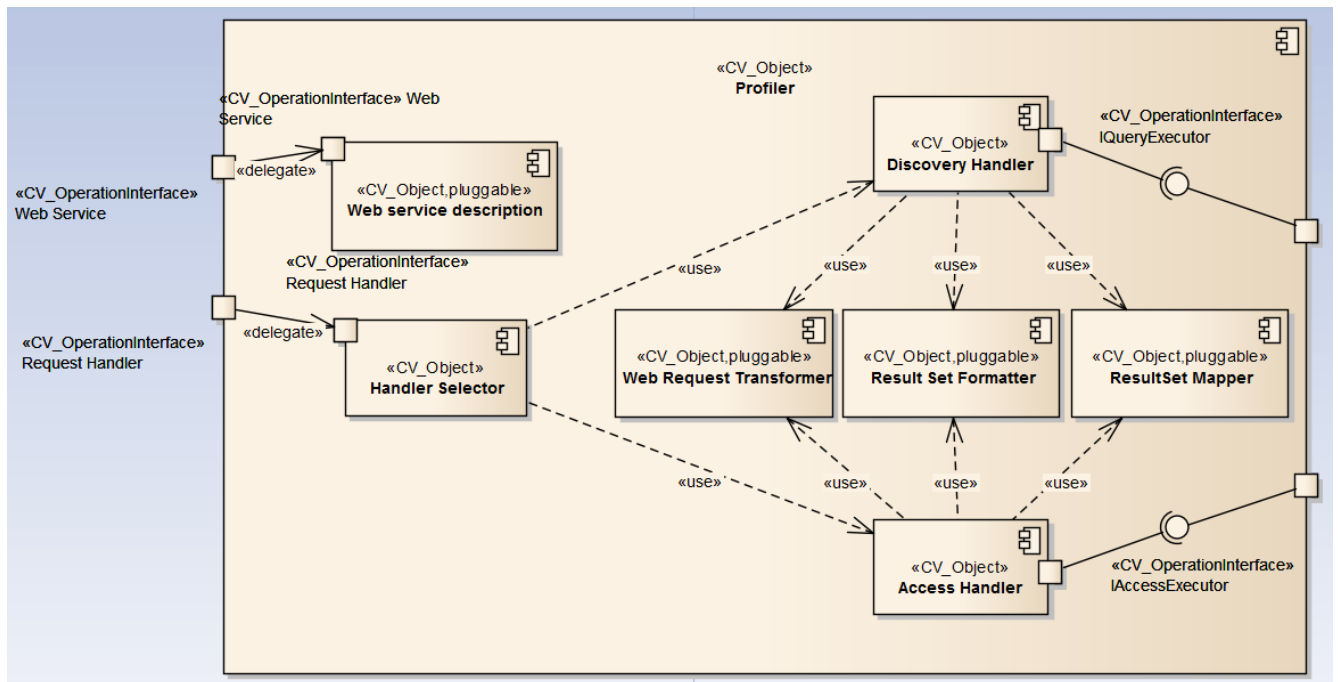 «CV_Object»
Profiler
«CV_OperationInterface» Web
Service
«delegate»
«CV_OperationInterface»
Web Service
«CV_Object,pluggable»
Web service description
«CV_Object»
Discovery Handler
«CV_OperationInterface»
IQueryExecutor
«CV_OperationInterface»
Request Handler
«delegate»
«CV_OperationInterface»
Request Handler
«CV_Object»
Handler Selector
«use»
«use»
«use»
«use»
«CV_Object,pluggable»
Web Request Transformer
«CV_Object,pluggable»
Result Set Formatter
«CV_Object,pluggable»
ResultSet Mapper
«use»
«use»
«use»
«use»
«CV_Object»
Access Handler
«CV_OperationInterface»
IAccessExecutor